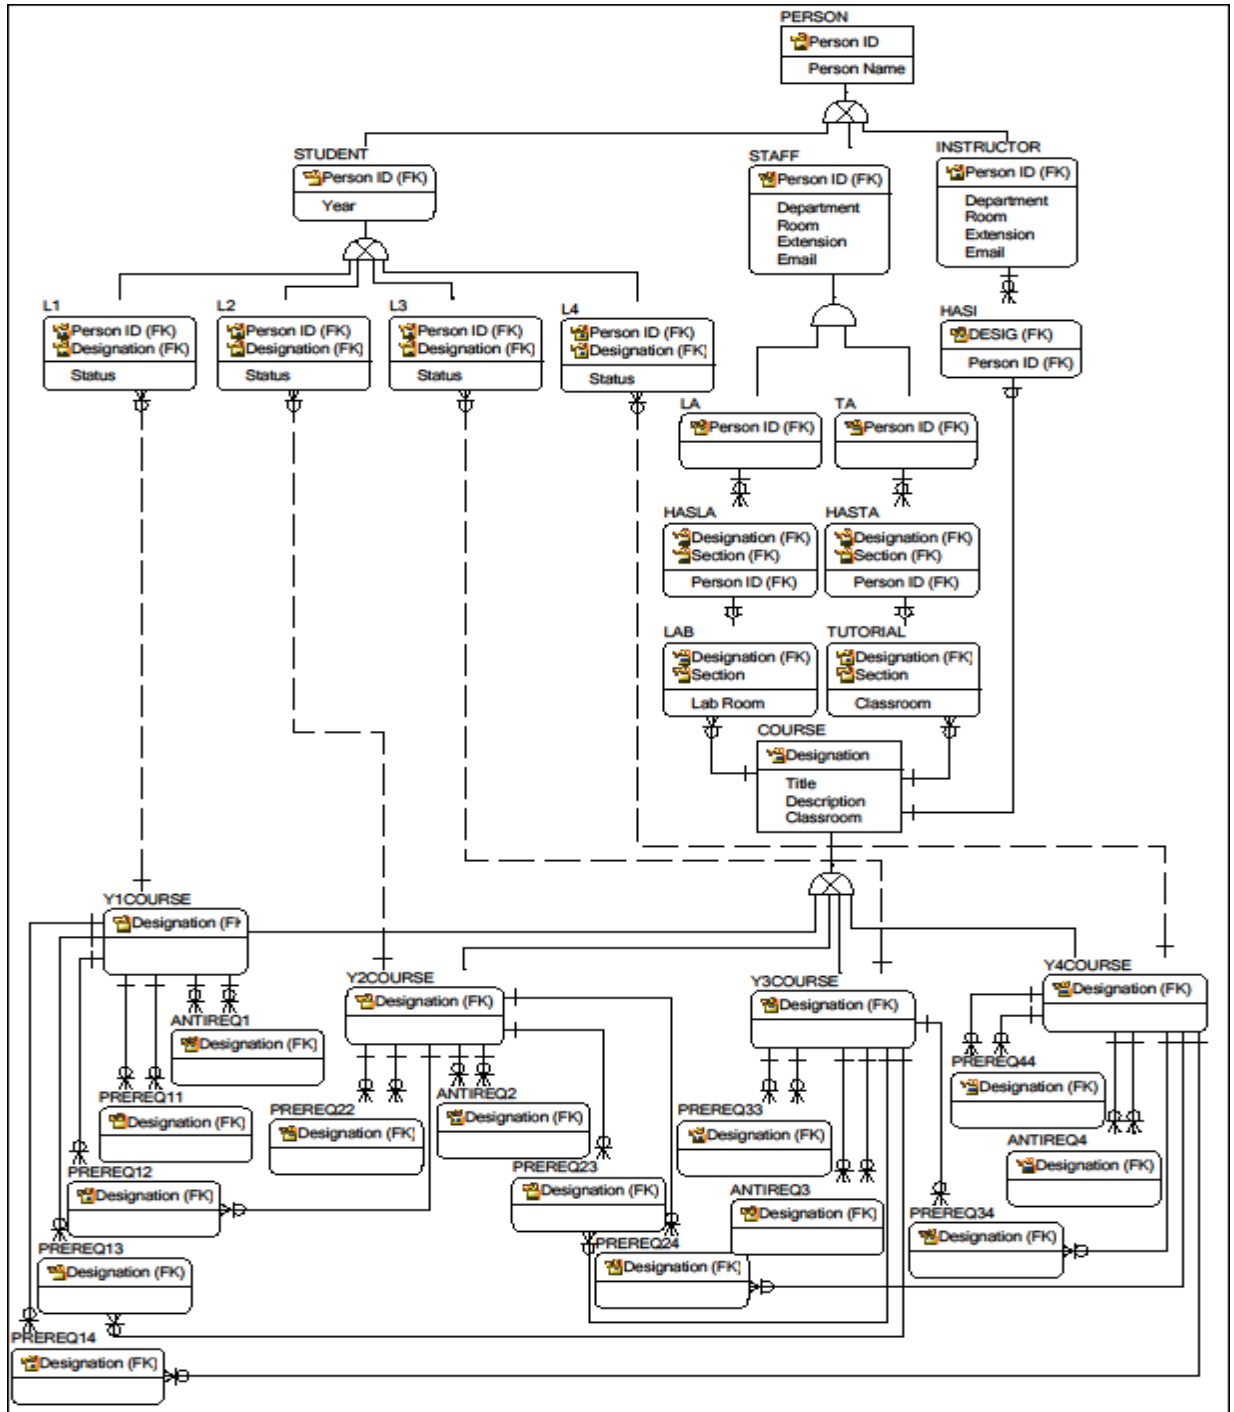 PERSON
Person ID
Person Name
STUDENT
Person ID (FK)
Year
STAFF
Person ID (FK)
Department
Room
Extension
Email
INSTRUCTOR
Person ID (FK)
Department
Room
Extension
Email
L1
Person ID (FK)
Designation (FK)
Status
L2
Person ID (FK)
Designation (FK)
Status
L3
Person ID (FK)
Designation (FK)
Status
L4
Person ID (FK)
Designation (FK)
Status
HASI
DESIG (FK)
Person ID (FK)
LA
Person ID (FK)
TA
Person ID (FK)
HASLA
Designation (FK)
Section (FK)
Person ID (FK)
HASTA
Designation (FK)
Section (FK)
Person ID (FK)
LAB
Designation (FK)
Section
Lab Room
TUTORIAL
Designation (FK)
Section
Classroom
COURSE
Designation
Title
Description
Classroom
Y1COURSE
Designation (FK
Y2COURSE
Designation (FK)
Y3COURSE
Designation (FK)
Y4COURSE
Designation (FK)
ANTIREQ1
Designation (FK)
PREREQ11
Designation (FK)
PREREQ22
Designation (FK)
ANTIREQ2
Designation (FK)
PREREQ33
Designation (FK)
PREREQ44
Designation (FK)
ANTIREQ4
Designation (FK)
PREREQ12
Designation (FK)
PREREQ23
Designation (FK)
ANTIREQ3
Designation (FK)
PREREQ34
Designation (FK)
PREREQ13
Designation (FK)
PREREQ24
Designation (FK)
PREREQ14
Designation (FK)